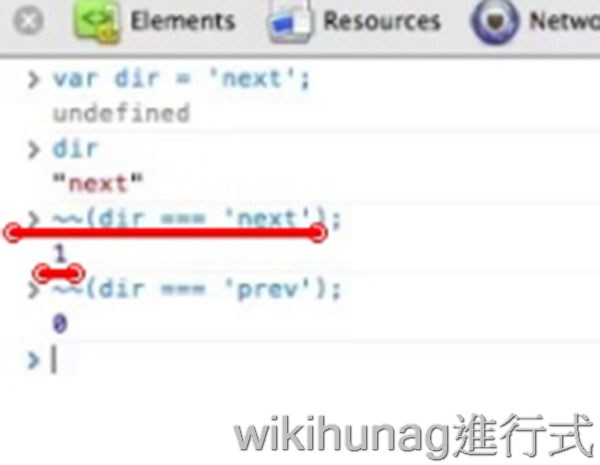 Elements Resources Netwo
> var dir = 'next';
undefined
> dir
"next"
> ~~(dir === 'next');
1
> ~~(dir === 'prev');
0
>
wikihunag進行式